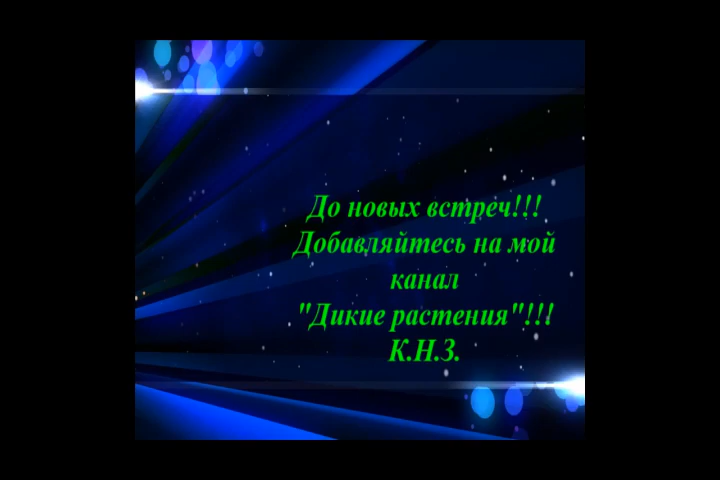 До новых встреч!!!
Добавляйтесь на мой
канал
"Дикие растения"!!!
К.Н.З.